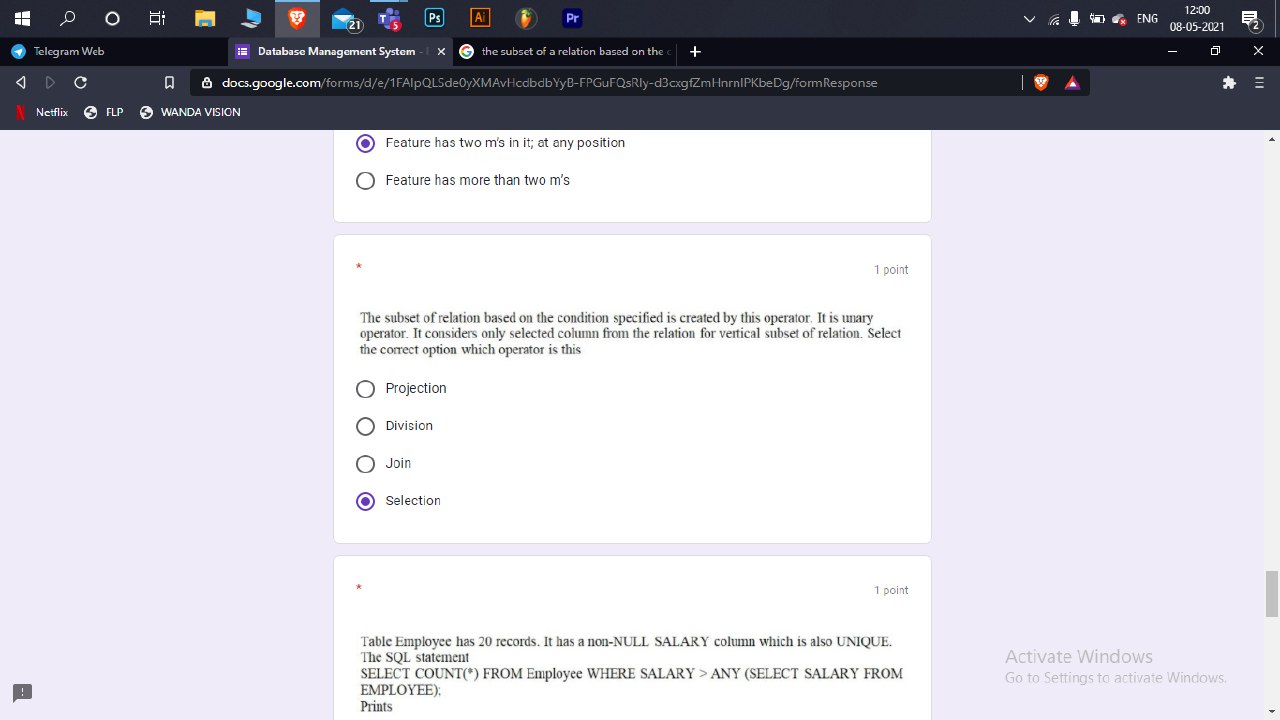 21
5
Ps
Ai
Pr
ENG
12:00
08-05-2021
2
Telegram Web
Database Management System -
the subset of a relation based on the
docs.google.com/forms/d/e/1FAIpQLSde0yXMAvHcdbdbYyB-FPGuFQsRIy-d3cxgfZmHnrnIPKbeDg/formResponse
Netflix
FLP
WANDA VISION
Feature has two m's in it; at any position
Feature has more than two m's
*
1 point
The subset of relation based on the condition specified is created by this operator. It is unary
operator. It considers only selected column from the relation for vertical subset of relation. Select
the correct option which operator is this
Projection
Division
Join
Selection
*
1 point
Table Employee has 20 records. It has a non-NULL SALARY column which is also UNIQUE.
The SQL statement
SELECT COUNT(*) FROM Employee WHERE SALARY > ANY (SELECT SALARY FROM
EMPLOYEE);
Prints
Activate Windows
Go to Settings to activate Windows.